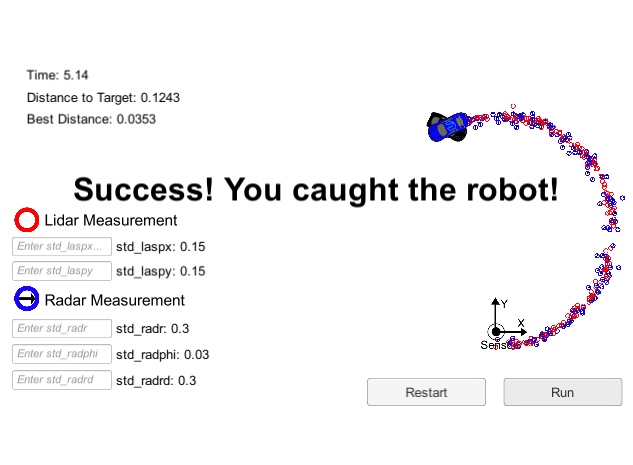 Time: 5.14
Distance to Target: 0.1243
Best Distance: 0.0353
Success! You caught the robot!
Lidar Measurement
Enter std_laspx... std_laspx: 0.15
Enter std_laspy std_laspy: 0.15
Radar Measurement
Y
X
Enter std_radr std_radr: 0.3
Enter std_radphi std_radphi: 0.03
Enter std_radrd std_radrd: 0.3
Restart Run